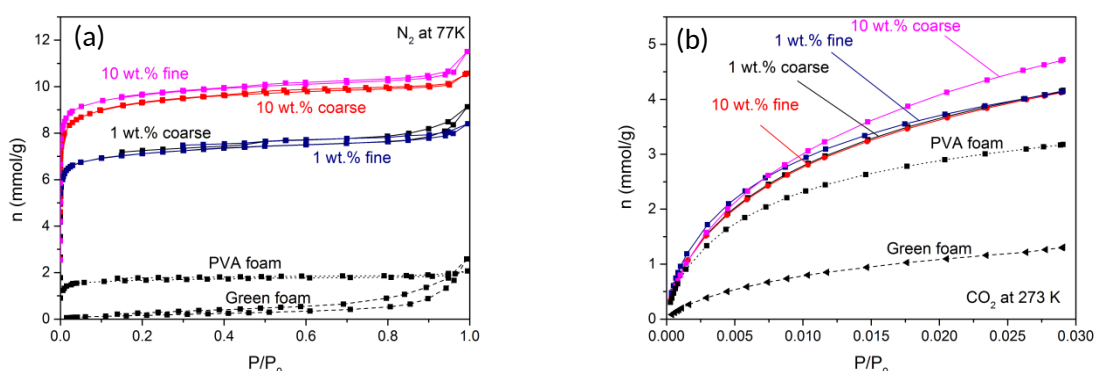 (a)
N₂ at 77K
10 wt.% fine
10 wt.% coarse
1 wt.% coarse
1 wt.% fine
PVA foam
Green foam
n (mmol/g)
12
10
8
6
4
2
0
0.0 0.2 0.4 0.6 0.8 1.0
P/P₀
(b)
10 wt.% coarse
1 wt.% fine
1 wt.% coarse
10 wt.% fine
PVA foam
Green foam
CO₂ at 273 K
n (mmol/g)
5
4
3
2
1
0
0.000 0.005 0.010 0.015 0.020 0.025 0.030
P/P₀